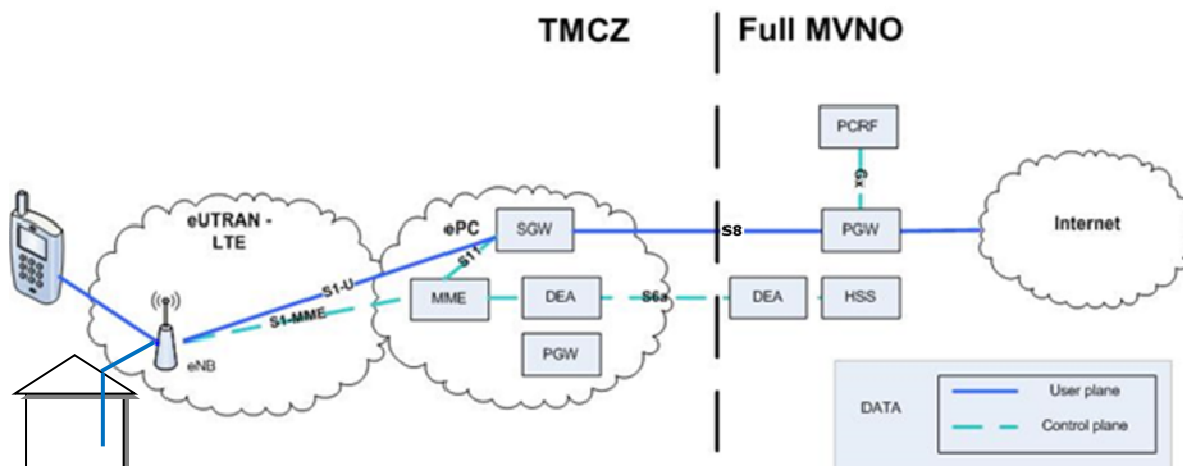 TMCZ
Full MVNO
PCRF
Gx
eUTRAN -
LTE
ePC
SGW
S8
PGW
Internet
S11
S1-U
MME
DEA
S6a
DEA
HSS
S1-MME
PGW
eNB
DATA
User plane
Control plane